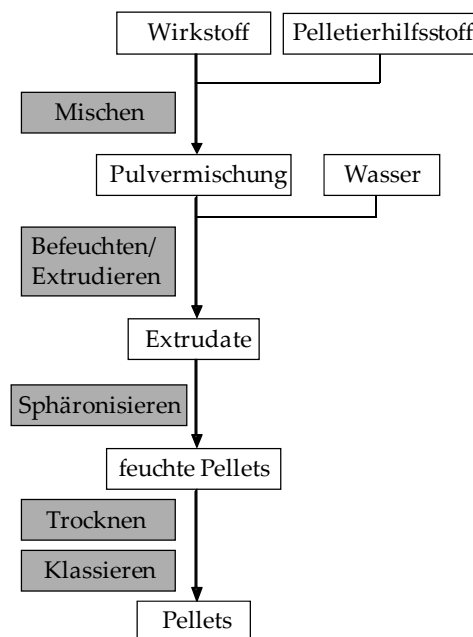 Wirkstoff
Pelletierhilfsstoff
Mischen
Pulvermischung
Wasser
Befeuchten/
Extrudieren
Extrudate
Sphäronisieren
feuchte Pellets
Trocknen
Klassieren
Pellets